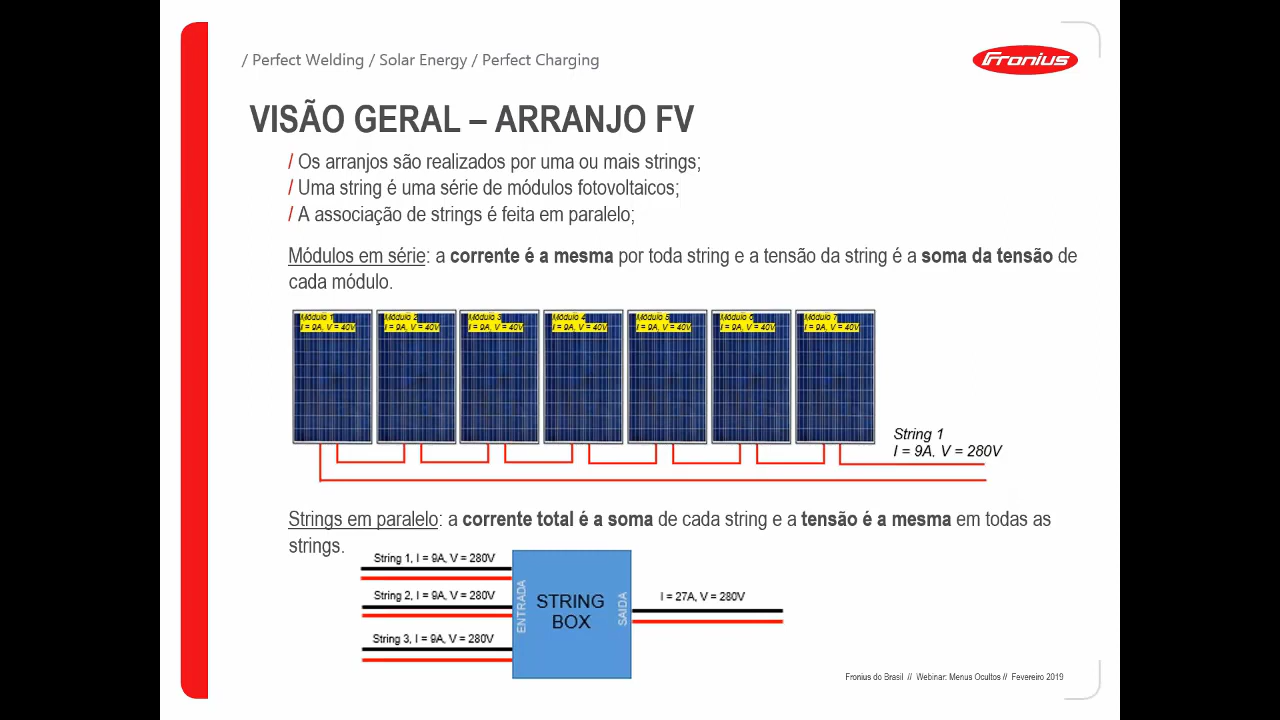 / Perfect Welding / Solar Energy / Perfect Charging
Fronius
VISÃO GERAL – ARRANJO FV
/ Os arranjos são realizados por uma ou mais strings;
/ Uma string é uma série de módulos fotovoltaicos;
/ A associação de strings é feita em paralelo;
Módulos em série: a corrente é a mesma por toda string e a tensão da string é a soma da tensão de
cada módulo.
Módulo 1
I = 9A, V = 40V
Módulo 2
I = 9A, V = 40V
Módulo 3
I = 9A, V = 40V
Módulo 4
I = 9A, V = 40V
Módulo 5
I = 9A, V = 40V
Módulo 6
I = 9A, V = 40V
Módulo 7
I = 9A, V = 40V
String 1
I = 9A, V = 280V
Strings em paralelo: a corrente total é a soma de cada string e a tensão é a mesma em todas as
strings.
String 1, I = 9A, V = 280V
String 2, I = 9A, V = 280V
String 3, I = 9A, V = 280V
ENTRADA
STRING
BOX
SAIDA
I = 27A, V = 280V
Fronius do Brasil // Webinar: Menus Ocultos // Fevereiro 2019